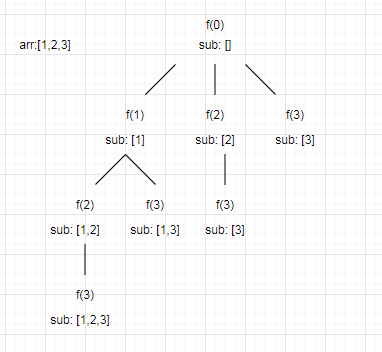 f(0)
arr:[1,2,3]
sub: []
f(1)
f(2)
f(3)
sub: [1]
sub: [2]
sub: [3]
f(2)
f(3)
f(3)
sub: [1,2]
sub: [1,3]
sub: [3]
f(3)
sub: [1,2,3]